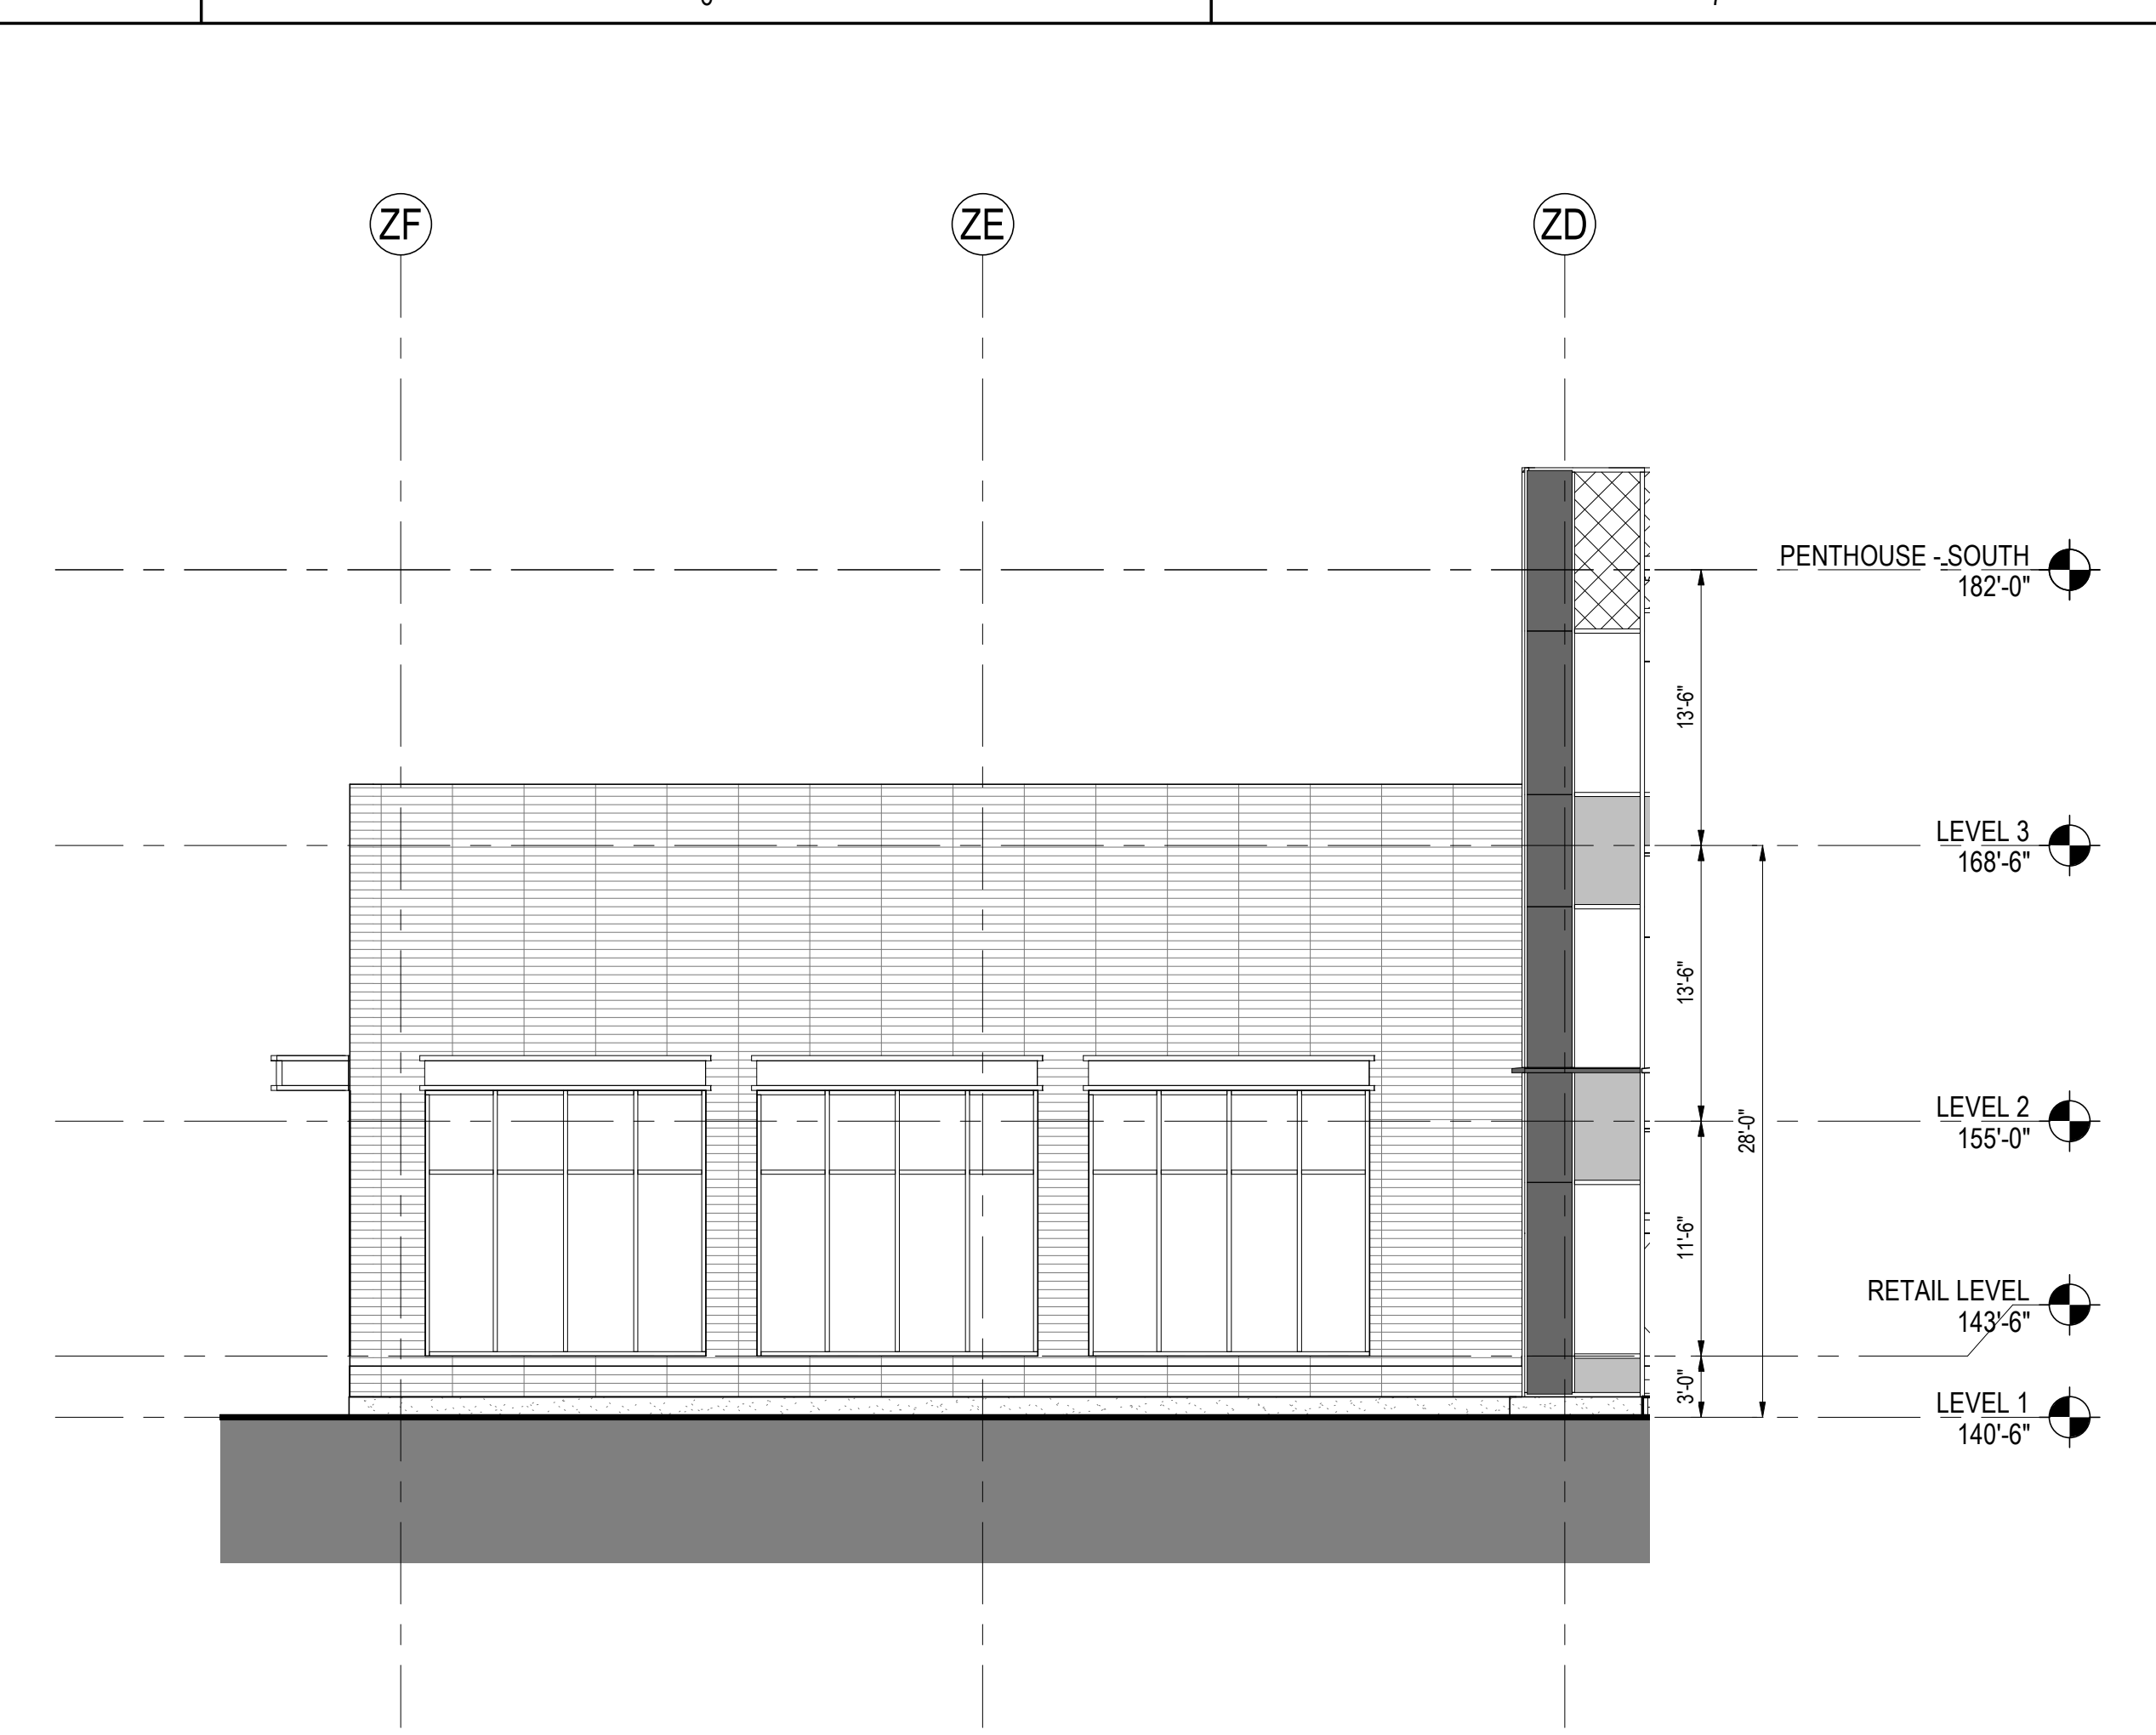 ZF
ZE
ZD
PENTHOUSE - SOUTH
182'-0"
13'-6"
LEVEL 3
168'-6"
13'-6"
LEVEL 2
155'-0"
28'-0"
11'-6"
RETAIL LEVEL
143'-6"
3'-0"
LEVEL 1
140'-6"